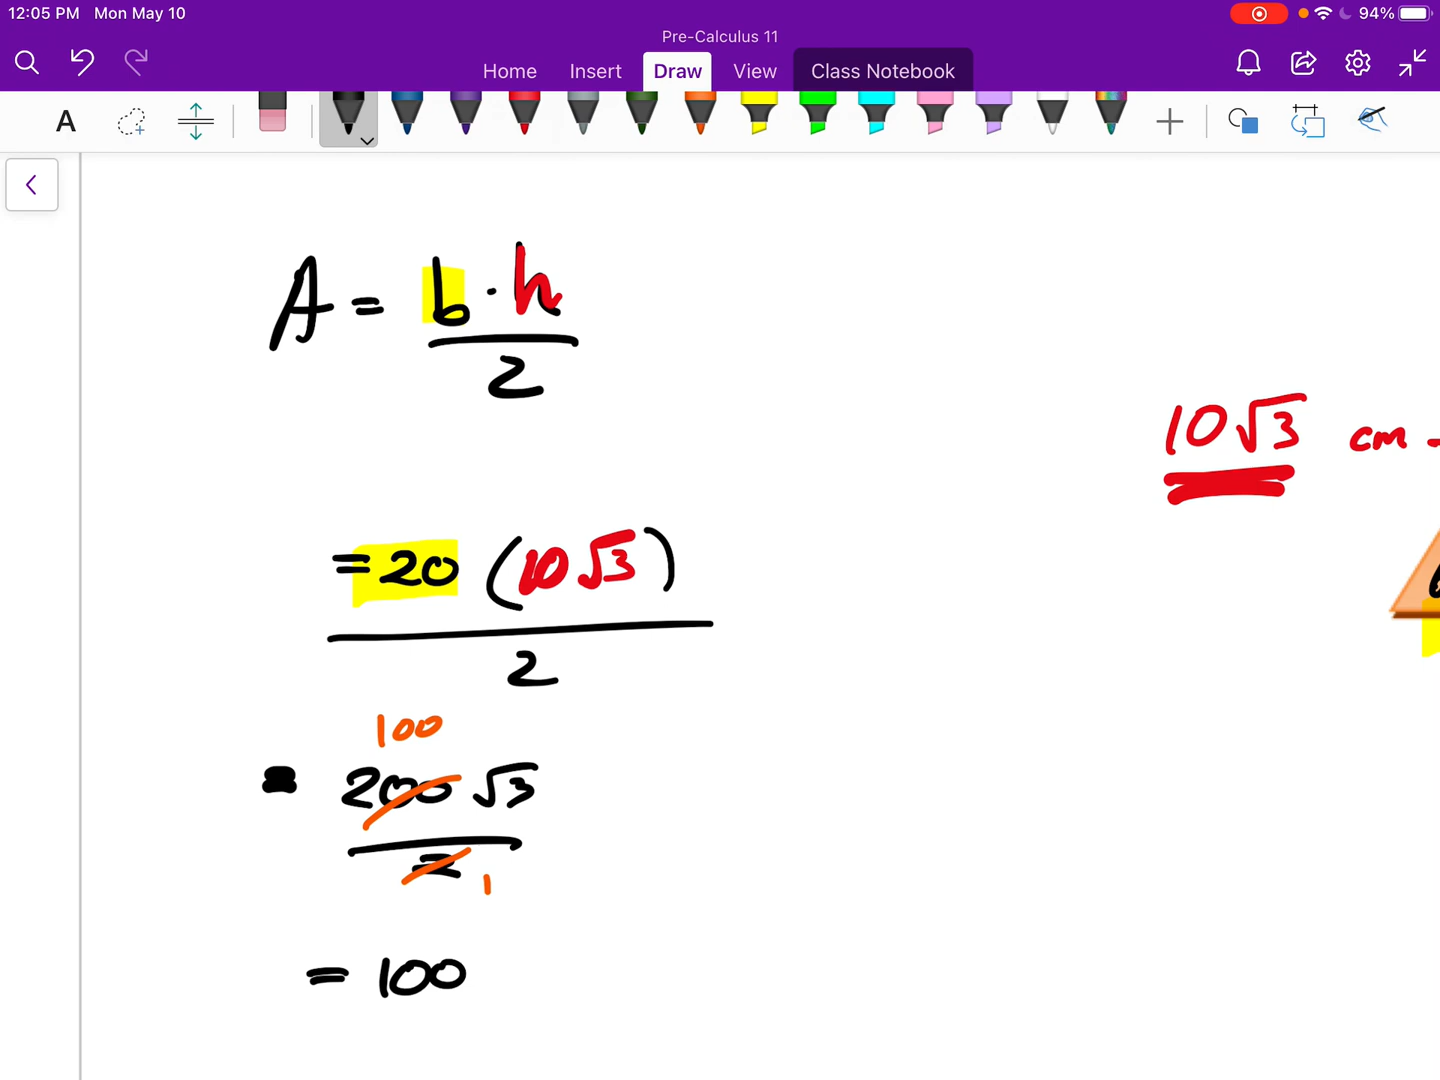 12:05 PM Mon May 10 94%
Pre-Calculus 11
Home Insert Draw View Class Notebook
A
A = b · h
2
10√3 cm
= 20 (10√3)
2
100
= 200√3
2 1
= 100